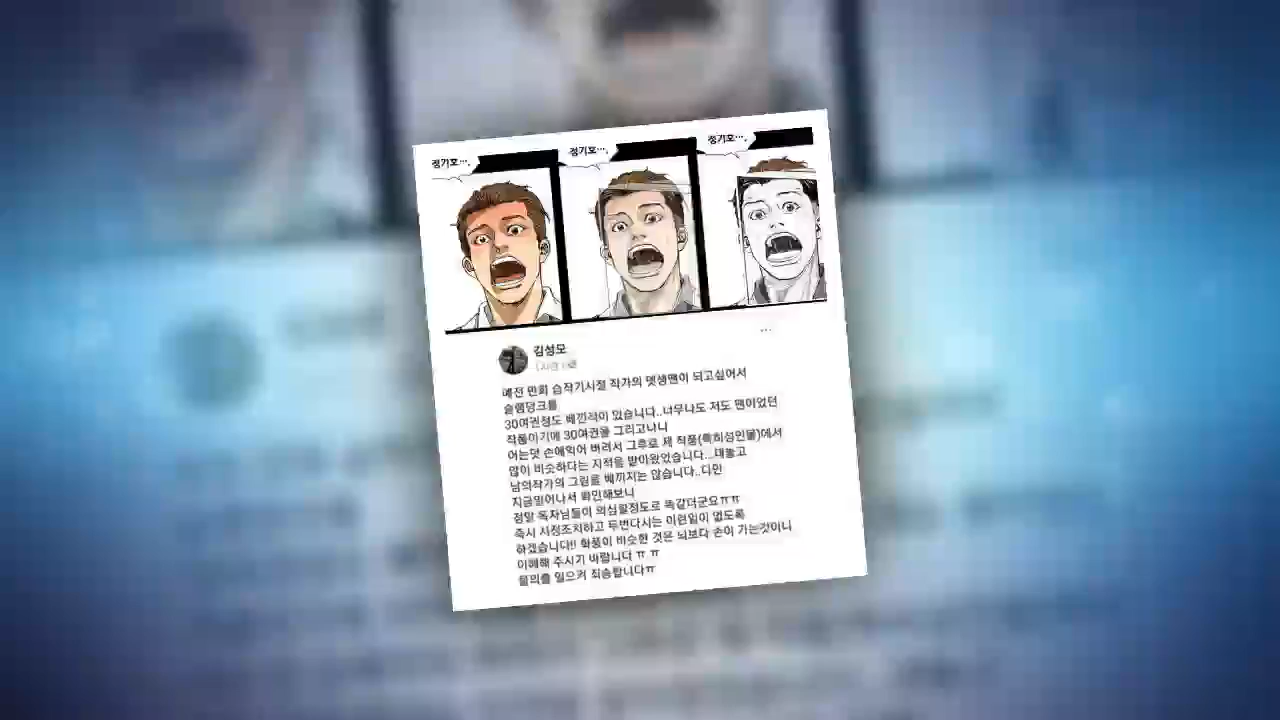 정기호…,
정기호…,
정기호…,
김성모
예전 만화 습작기시절 작가의 뎃생맨이 되고싶어서
슬램덩크를
30여권정도 베낀적이 있습니다..너무나도 저도 팬이었던
작품이기에 30여권을 그리고나니
어는덧 손에익어 버려서 그후로 제 작품(특히성인물)에서
많이 비슷하다는 지적을 받아왔었습니다...대놓고
남의작가의 그림을 베끼지는 않습니다..다만
지금일어나서 확인해보니
정말 독자님들이 의심할정도로 똑같더군요ㅠㅠ
즉시 시정조치하고 두번다시는 이런일이 없도록
하겠습니다!! 화풍이 비슷한 것은 뇌보다 손이 가는것이니
이해해 주시기 바랍니다 ㅠ ㅠ
물의를 일으켜 죄송합니다ㅠ